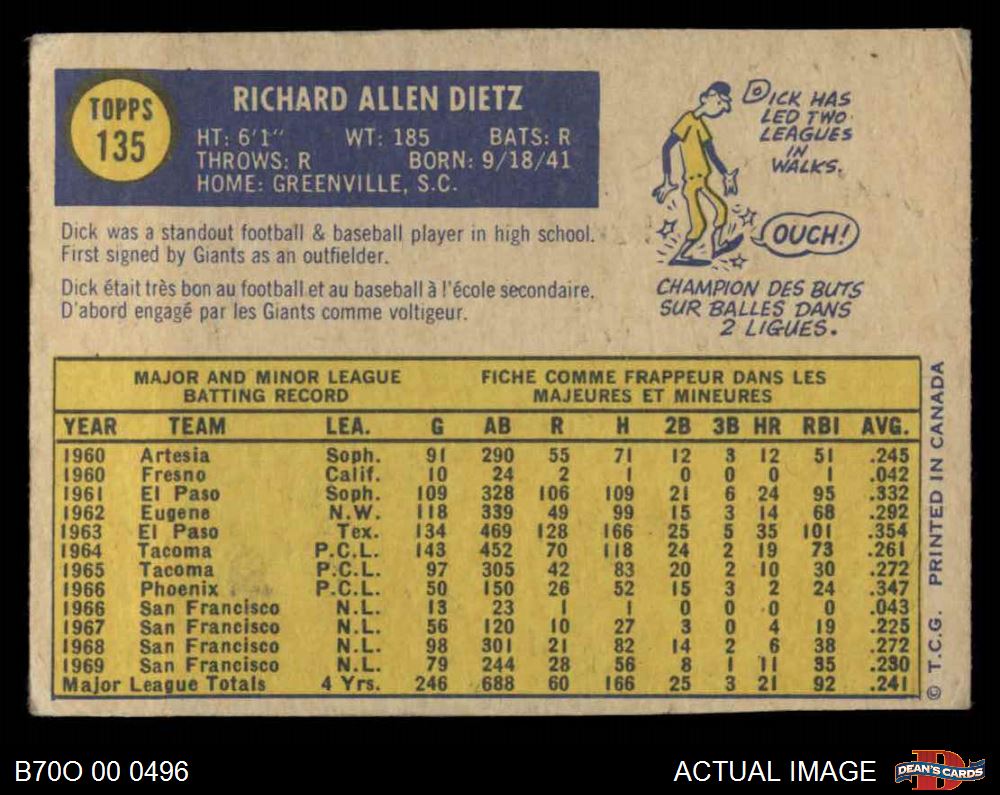 TOPPS
135
RICHARD ALLEN DIETZ
HT: 6'1" WT: 185 BATS: R
THROWS: R BORN: 9/18/41
HOME: GREENVILLE, S.C.
Dick was a standout football & baseball player in high school.
First signed by Giants as an outfielder.
Dick était très bon au football et au baseball à l'école secondaire.
D'abord engagé par les Giants comme voltigeur.
DICK HAS
LED TWO
LEAGUES
IN
WALKS.
OUCH!
CHAMPION DES BUTS
SUR BALLES DANS
2 LIGUES.
MAJOR AND MINOR LEAGUE FICHE COMME FRAPPEUR DANS LES
BATTING RECORD MAJEURES ET MINEURES
YEAR TEAM LEA. G AB R H 2B 3B HR RBI AVG.
1960 Artesia Soph. 91 290 55 71 12 3 12 51 .245
1960 Fresno Calif. 10 24 2 1 0 0 0 1 .042
1961 El Paso Soph. 109 328 106 109 21 6 24 95 .332
1962 Eugene N.W. 118 339 49 99 15 3 14 68 .292
1963 El Paso Tex. 134 469 128 166 25 5 35 101 .354
1964 Tacoma P.C.L. 143 452 70 118 24 2 19 73 .261
1965 Tacoma P.C.L. 97 305 42 83 20 2 10 30 .272
1966 Phoenix P.C.L. 50 150 26 52 15 3 2 24 .347
1966 San Francisco N.L. 13 23 1 1 0 0 0 0 .043
1967 San Francisco N.L. 56 120 10 27 3 0 4 19 .225
1968 San Francisco N.L. 98 301 21 82 14 2 6 38 .272
1969 San Francisco N.L. 79 244 28 56 8 1 11 35 .230
Major League Totals 4 Yrs. 246 688 60 166 25 3 21 92 .241
© T.C.G. PRINTED IN CANADA
B70O 00 0496
ACTUAL IMAGE
DEAN'S CARDS